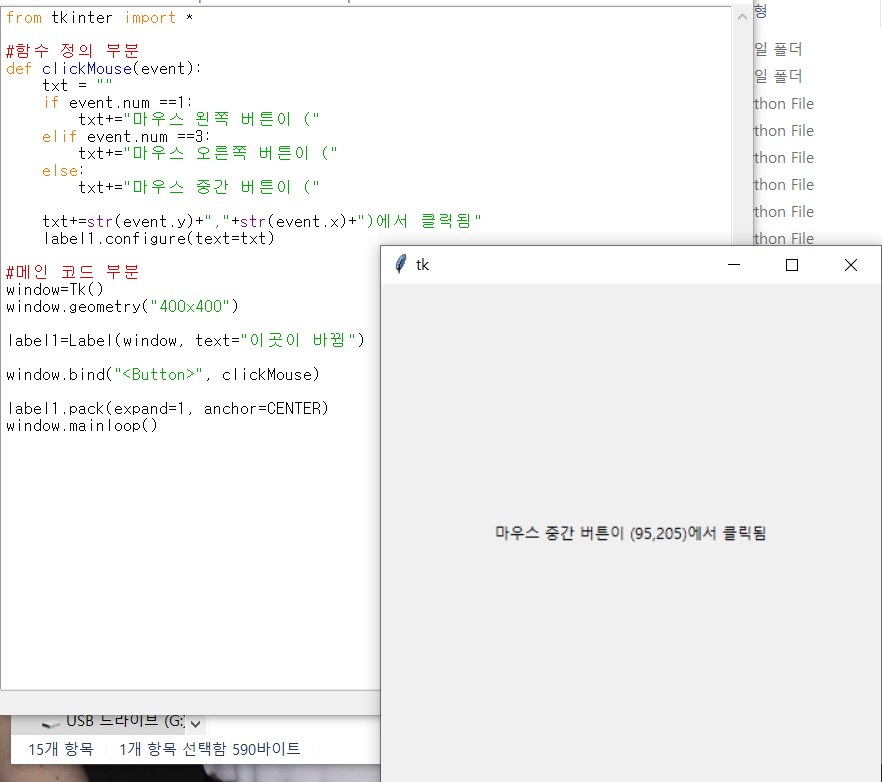 from tkinter import *
#함수 정의 부분
def clickMouse(event):
txt = ""
if event.num ==1:
txt+="마우스 왼쪽 버튼이 ("
elif event.num ==3:
txt+="마우스 오른쪽 버튼이 ("
else:
txt+="마우스 중간 버튼이 ("
txt+=str(event.y)+","+str(event.x)+")에서 클릭됨"
label1.configure(text=txt)
#메인 코드 부분
window=Tk()
window.geometry("400x400")
label1=Label(window, text="이곳이 바뀜")
window.bind("<Button>", clickMouse)
label1.pack(expand=1, anchor=CENTER)
window.mainloop()
형
일 폴더
일 폴더
thon File
thon File
thon File
thon File
thon File
thon File
tk
마우스 중간 버튼이 (95,205)에서 클릭됨
USB 드라이브 (G:)
15개 항목
1개 항목 선택함 590바이트